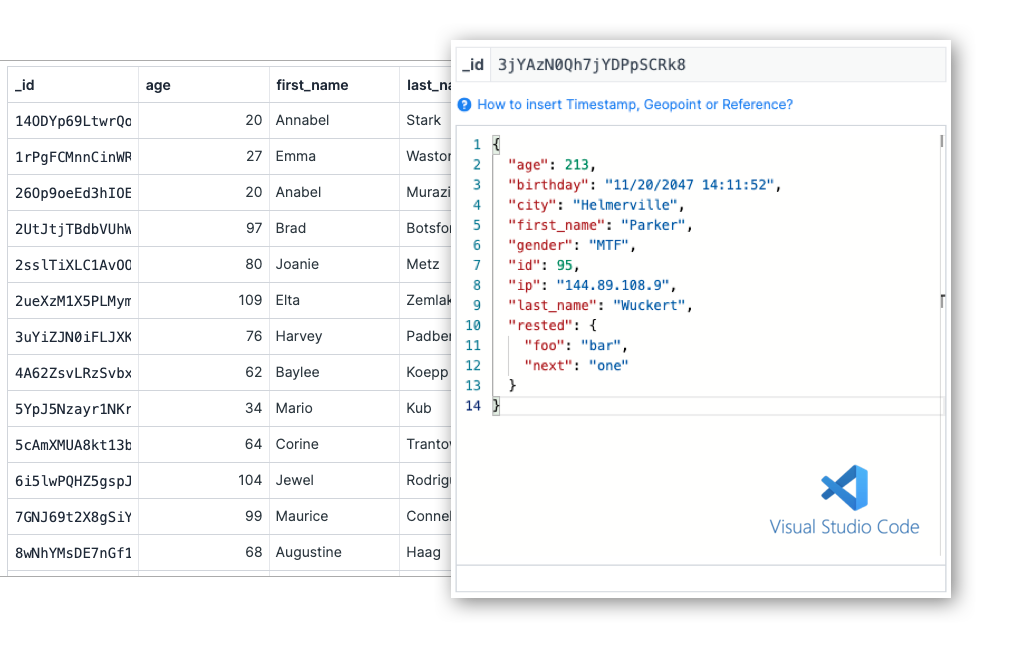 _id age first_name last_na
14ODYp69LtwrQo 20 Annabel Stark
1rPgFCMnnCinWR 27 Emma Waston
26Op9oeEd3hIOE 20 Anabel Murazi
2UtJtjTBdbVUhW 97 Brad Botsfor
2sslTiXLC1AvOO 80 Joanie Metz
2ueXzM1X5PLMym 109 Elta Zemlak
3uYiZJN0iFLJXK 76 Harvey Padber
4A62ZsvLRzSvbx 62 Baylee Koepp
5YpJ5Nzayr1NKr 34 Mario Kub
5cAmXMUA8kt13b 64 Corine Trantov
6i5lwPQHZ5gspJ 104 Jewel Rodrigu
7GNJ69t2X8gSiY 99 Maurice Connel
8wNhYMsDE7nGf1 68 Augustine Haag
_id 3jYAzN0Qh7jYDPpSCRk8
? How to insert Timestamp, Geopoint or Reference?
1 {
2 "age": 213,
3 "birthday": "11/20/2047 14:11:52",
4 "city": "Helmerville",
5 "first_name": "Parker",
6 "gender": "MTF",
7 "id": 95,
8 "ip": "144.89.108.9",
9 "last_name": "Wuckert",
10 "rested": {
11 "foo": "bar",
12 "next": "one"
13 }
14 }
Visual Studio Code